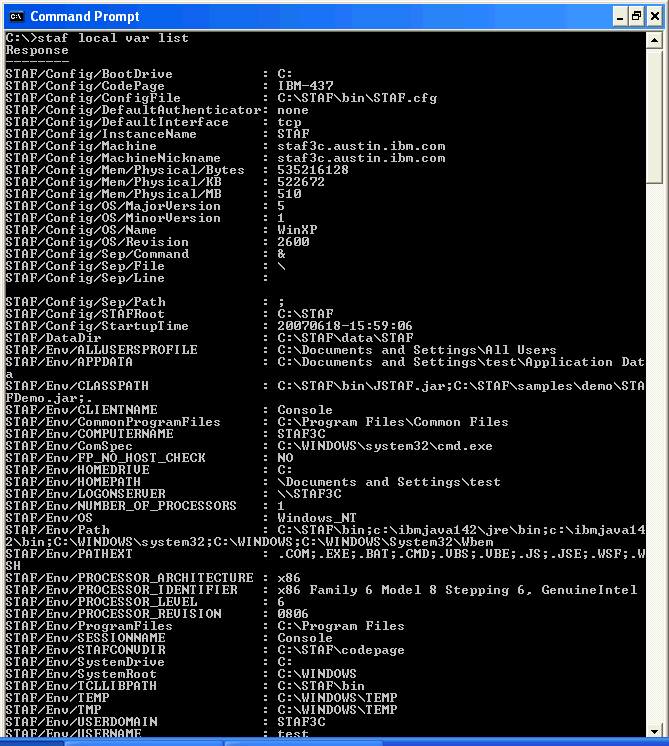 Command Prompt
C:\>staf local var list
Response
--------
STAF/Config/BootDrive : C:
STAF/Config/CodePage : IBM-437
STAF/Config/ConfigFile : C:\STAF\bin\STAF.cfg
STAF/Config/DefaultAuthenticator: none
STAF/Config/DefaultInterface : tcp
STAF/Config/InstanceName : STAF
STAF/Config/Machine : staf3c.austin.ibm.com
STAF/Config/MachineNickname : staf3c.austin.ibm.com
STAF/Config/Mem/Physical/Bytes : 535216128
STAF/Config/Mem/Physical/KB : 522672
STAF/Config/Mem/Physical/MB : 510
STAF/Config/OS/MajorVersion : 5
STAF/Config/OS/MinorVersion : 1
STAF/Config/OS/Name : WinXP
STAF/Config/OS/Revision : 2600
STAF/Config/Sep/Command : &
STAF/Config/Sep/File : \
STAF/Config/Sep/Line :
STAF/Config/Sep/Path : ;
STAF/Config/STAFRoot : C:\STAF
STAF/Config/StartupTime : 20070618-15:59:06
STAF/DataDir : C:\STAF\data\STAF
STAF/Env/ALLUSERSPROFILE : C:\Documents and Settings\All Users
STAF/Env/APPDATA : C:\Documents and Settings\test\Application Dat
a
STAF/Env/CLASSPATH : C:\STAF\bin\JSTAF.jar;C:\STAF\samples\demo\STA
FDemo.jar;.
STAF/Env/CLIENTNAME : Console
STAF/Env/CommonProgramFiles : C:\Program Files\Common Files
STAF/Env/COMPUTERNAME : STAF3C
STAF/Env/ComSpec : C:\WINDOWS\system32\cmd.exe
STAF/Env/FP_NO_HOST_CHECK : NO
STAF/Env/HOMEDRIVE : C:
STAF/Env/HOMEPATH : \Documents and Settings\test
STAF/Env/LOGONSERVER : \\STAF3C
STAF/Env/NUMBER_OF_PROCESSORS : 1
STAF/Env/OS : Windows_NT
STAF/Env/Path : C:\STAF\bin;c:\ibmjava142\jre\bin;c:\ibmjava14
2\bin;C:\WINDOWS\system32;C:\WINDOWS;C:\WINDOWS\System32\Wbem
STAF/Env/PATHEXT : .COM;.EXE;.BAT;.CMD;.VBS;.VBE;.JS;.JSE;.WSF;.W
SH
STAF/Env/PROCESSOR_ARCHITECTURE : x86
STAF/Env/PROCESSOR_IDENTIFIER : x86 Family 6 Model 8 Stepping 6, GenuineIntel
STAF/Env/PROCESSOR_LEVEL : 6
STAF/Env/PROCESSOR_REVISION : 0806
STAF/Env/ProgramFiles : C:\Program Files
STAF/Env/SESSIONNAME : Console
STAF/Env/STAFCONVDIR : C:\STAF\codepage
STAF/Env/SystemDrive : C:
STAF/Env/SystemRoot : C:\WINDOWS
STAF/Env/TCLLIBPATH : C:\STAF\bin
STAF/Env/TEMP : C:\WINDOWS\TEMP
STAF/Env/TMP : C:\WINDOWS\TEMP
STAF/Env/USERDOMAIN : STAF3C
STAF/Env/USERNAME : test